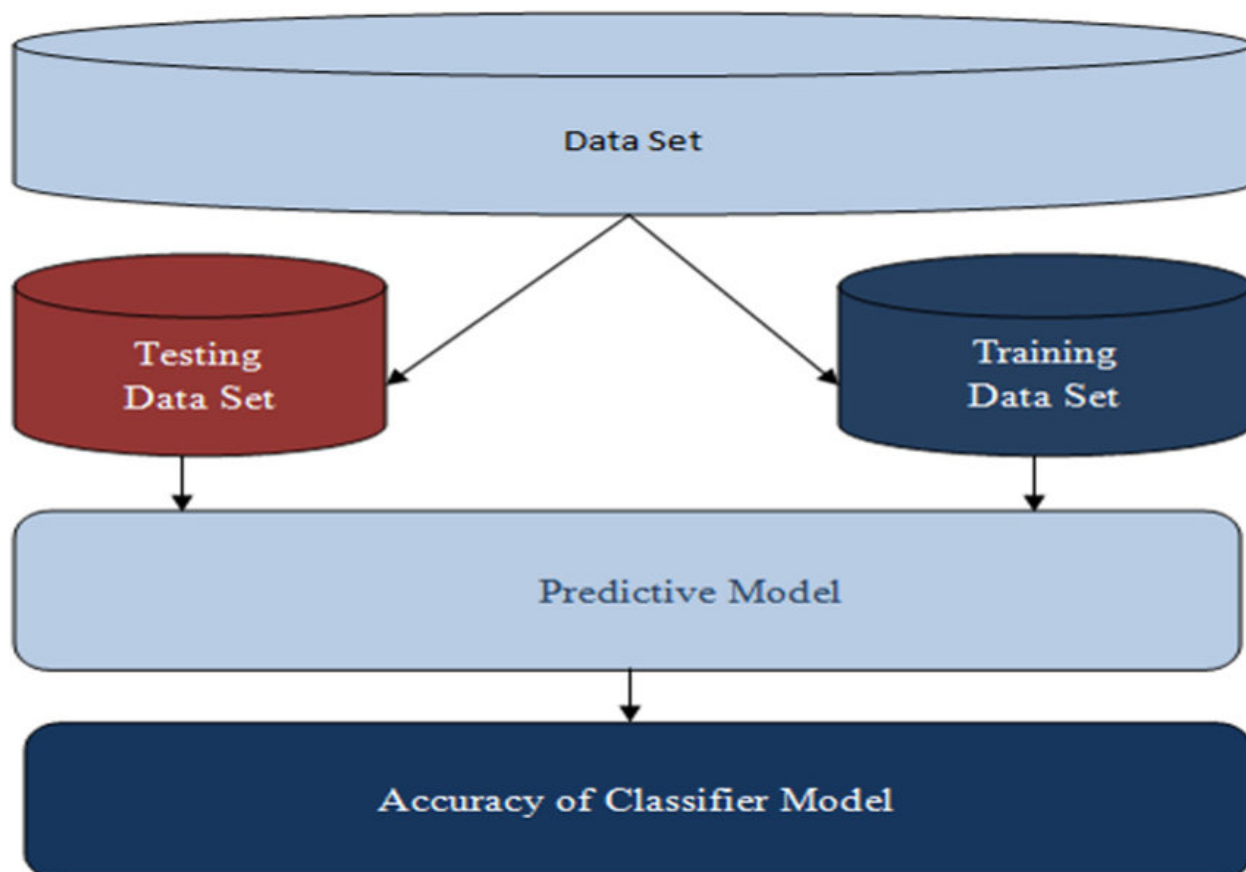 Data Set
Testing
Data Set
Training
Data Set
Predictive Model
Accuracy of Classifier Model